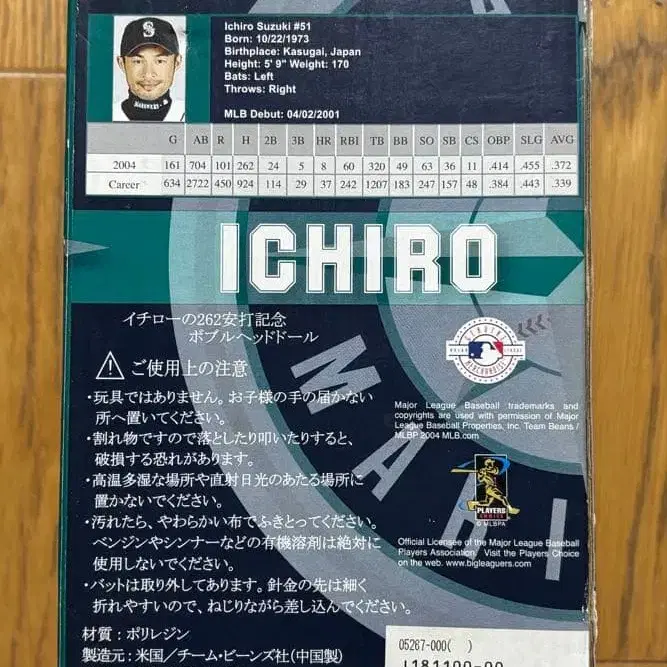 Ichiro Suzuki #51
Born: 10/22/1973
Birthplace: Kasugai, Japan
Height: 5' 9" Weight: 170
Bats: Left
Throws: Right
MLB Debut: 04/02/2001
G AB R H 2B 3B HR RBI TB BB SO SB CS OBP SLG AVG
2004 161 704 101 262 24 5 8 60 320 49 63 36 11 .414 .455 .372
Career 634 2722 450 924 114 29 37 242 1207 183 247 157 48 .384 .443 .339
ICHIRO
イチローの262安打記念
ボブルヘッドドール
ご使用上の注意
・玩具ではありません。お子様の手の届かない
所へ置いてください。
・割れ物ですので落としたり叩いたりすると、
破損する恐れがあります。
・高温多湿な場所や直射日光のあたる場所に
置かないでください。
・汚れたら、やわらかい布でふきとってください。
ベンジンやシンナーなどの有機溶剤は絶対に
使用しないでください。
・バットは取り外してあります。針金の先は細く
折れやすいので、ねじりながら差し込んでください。
材質：ポリレジン
製造元：米国／チーム・ビーンズ社(中国製)
MARI
GENUINE
MAJOR LEAGUE
MERCHANDISE
Major League Baseball trademarks and
copyrights are used with permission of Major
League Baseball Properties, Inc. Team Beans /
MLBP 2004 MLB.com
PLAYERS
CHOICE
© MLBPA
Official Licensee of the Major League Baseball
Players Association. Visit the Players Choice
on the web. www.bigleaguers.com
05287-000( )